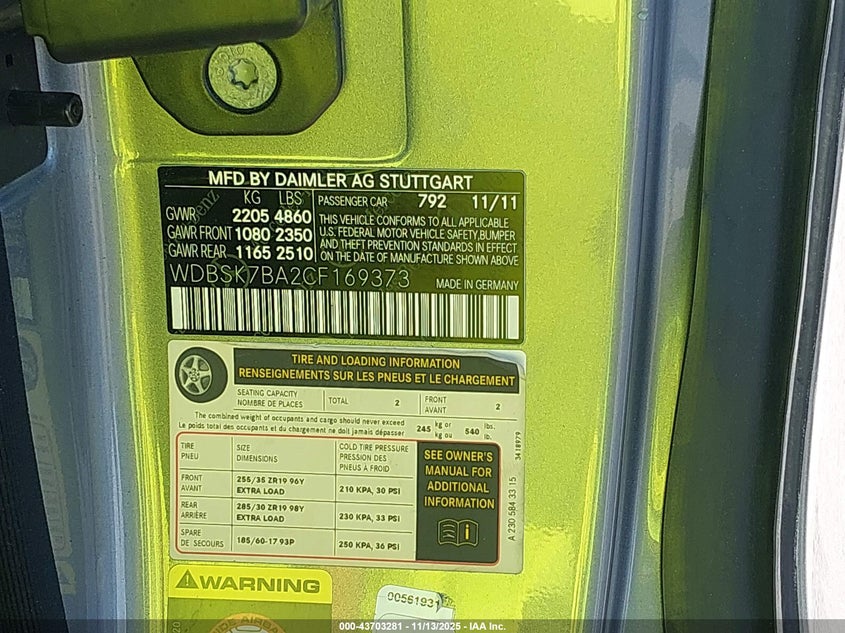 MFD. BY DAIMLER AG STUTTGART
KG LBS
GVWR 2205 4860
GAWR FRONT 1080 2350
GAWR REAR 1165 2510
PASSENGER CAR 792 11/11
THIS VEHICLE CONFORMS TO ALL APPLICABLE
U.S. FEDERAL MOTOR VEHICLE SAFETY, BUMPER
AND THEFT PREVENTION STANDARDS IN EFFECT
ON THE DATE OF MANUFACTURE SHOWN ABOVE
WDBSK7BA2CF169373
MADE IN GERMANY
TIRE AND LOADING INFORMATION
RENSEIGNEMENTS SUR LES PNEUS ET LE CHARGEMENT
SEATING CAPACITY
NOMBRE DE PLACES
TOTAL 2
FRONT
AVANT 2
The combined weight of occupants and cargo should never exceed
Le poids total des occupants et du chargement ne doit jamais dépasser
245 kg or
kg ou
540 lbs.
lb.
TIRE
PNEU
SIZE
DIMENSIONS
COLD TIRE PRESSURE
PRESSION DES
PNEUS À FROID
FRONT
AVANT
255/35 ZR19 96Y
EXTRA LOAD
210 KPA, 30 PSI
REAR
ARRIÈRE
285/30 ZR19 98Y
EXTRA LOAD
230 KPA, 33 PSI
SPARE
DE SECOURS
185/60-17 93P
250 KPA, 36 PSI
SEE OWNER'S
MANUAL FOR
ADDITIONAL
INFORMATION
A 230 584 33 15
WARNING
00561931
000-43703281 - 11/13/2025 - IAA Inc.